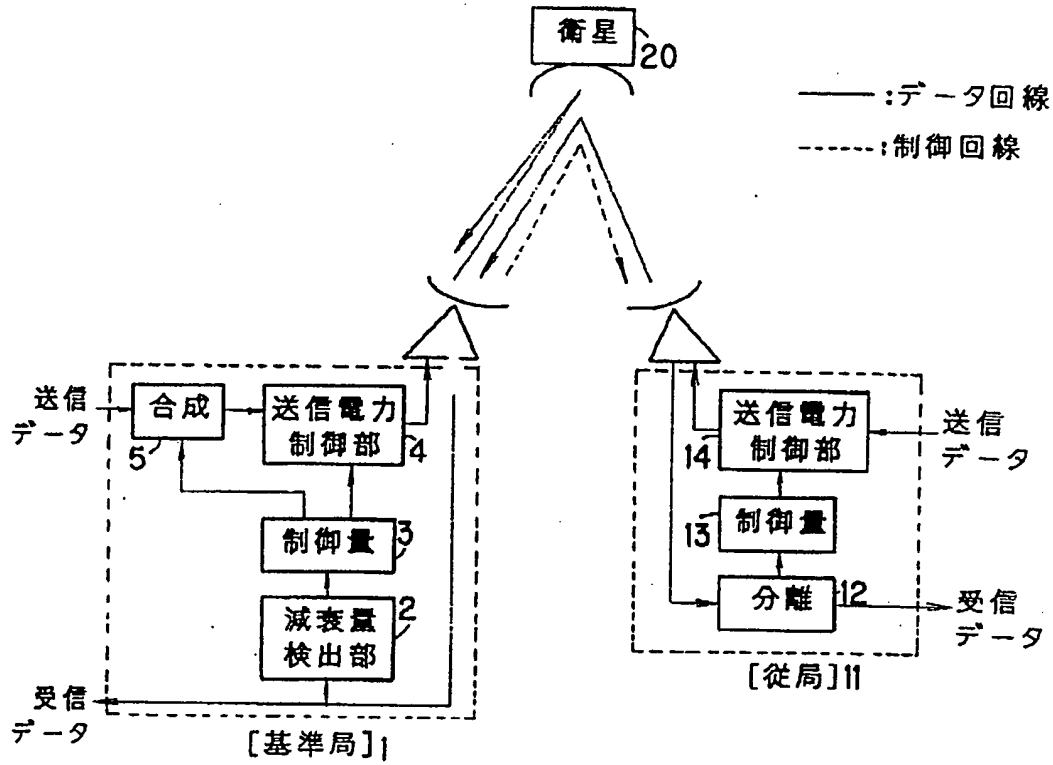 衛星
20
:データ回線
:制御回線
送信
データ
合成
5
送信電力
制御部
4
制御量
3
減衰量
検出部
2
受信
データ
[基準局]1
送信電力
制御部
14
送信
データ
制御量
13
分離
12
受信
データ
[従局]11